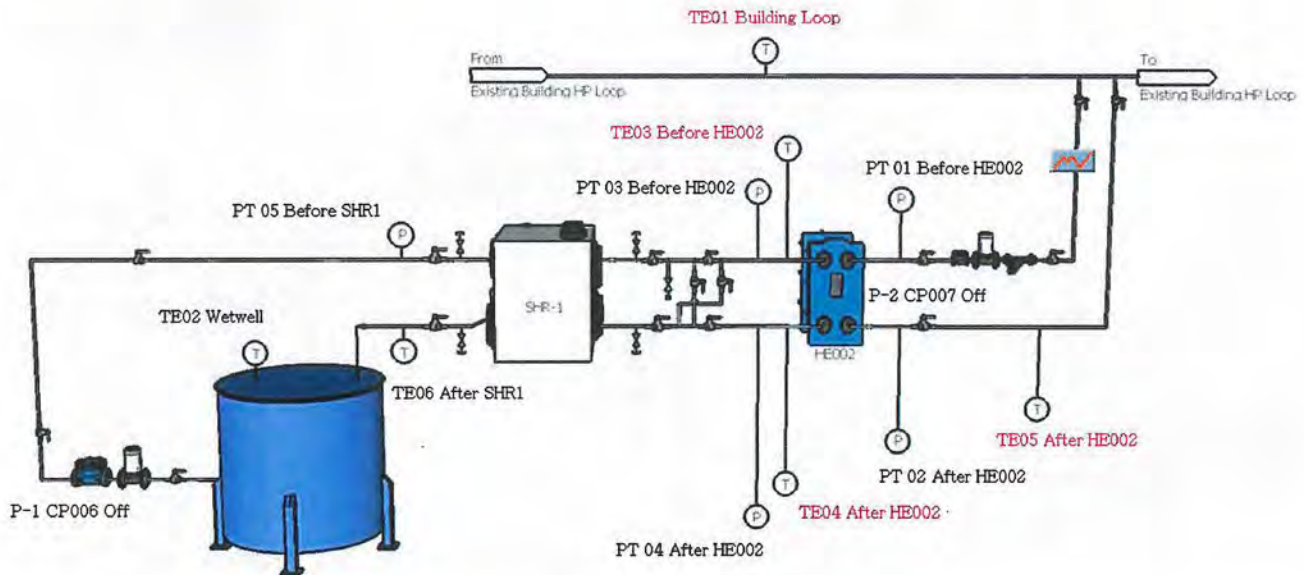 TE01 Building Loop
From
Existing Building HP Loop
To
Existing Building HP Loop
T
TE03 Before HE002
T
PT 03 Before HE002
P
PT 01 Before HE002
P
PT 05 Before SHR1
P
SHR-1
P-2 CP007 Off
HE002
TE02 Wetwell
T
T
TE06 After SHR1
T
TE05 After HE002
P
PT 02 After HE002
T
TE04 After HE002
P
PT 04 After HE002
P-1 CP006 Off